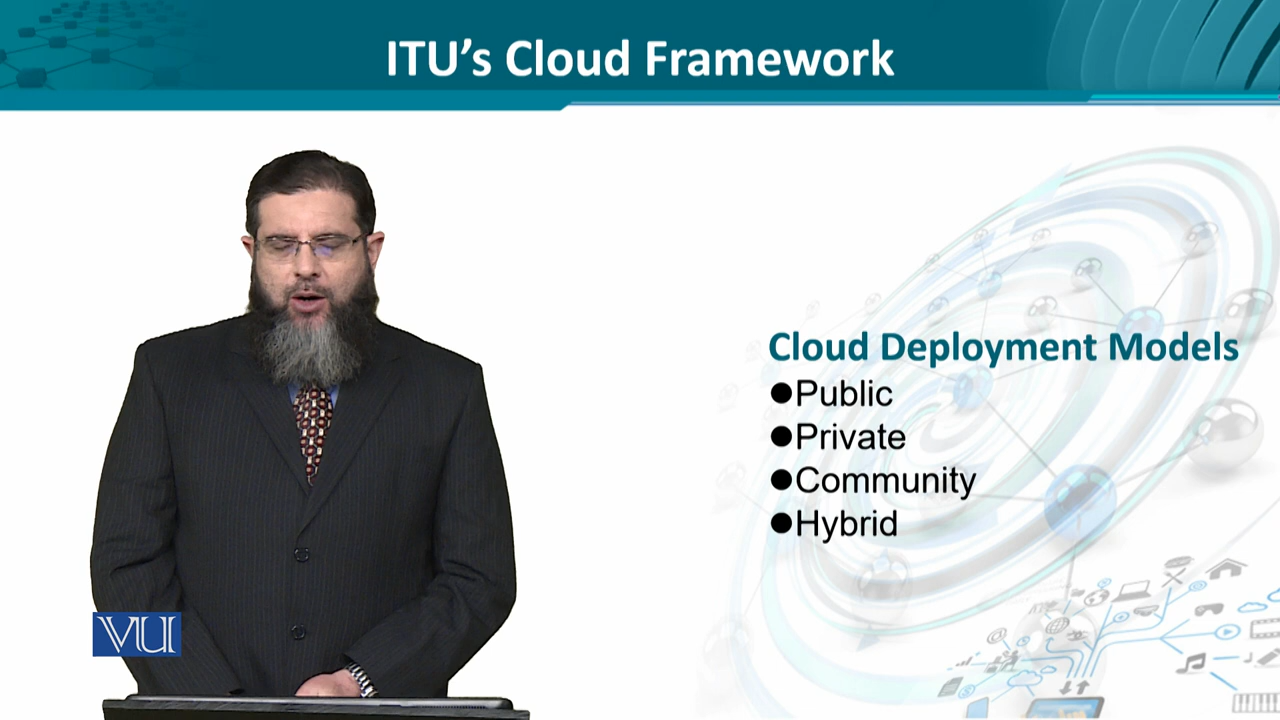 ITU's Cloud Framework
Cloud Deployment Models
●Public
●Private
●Community
●Hybrid
VU